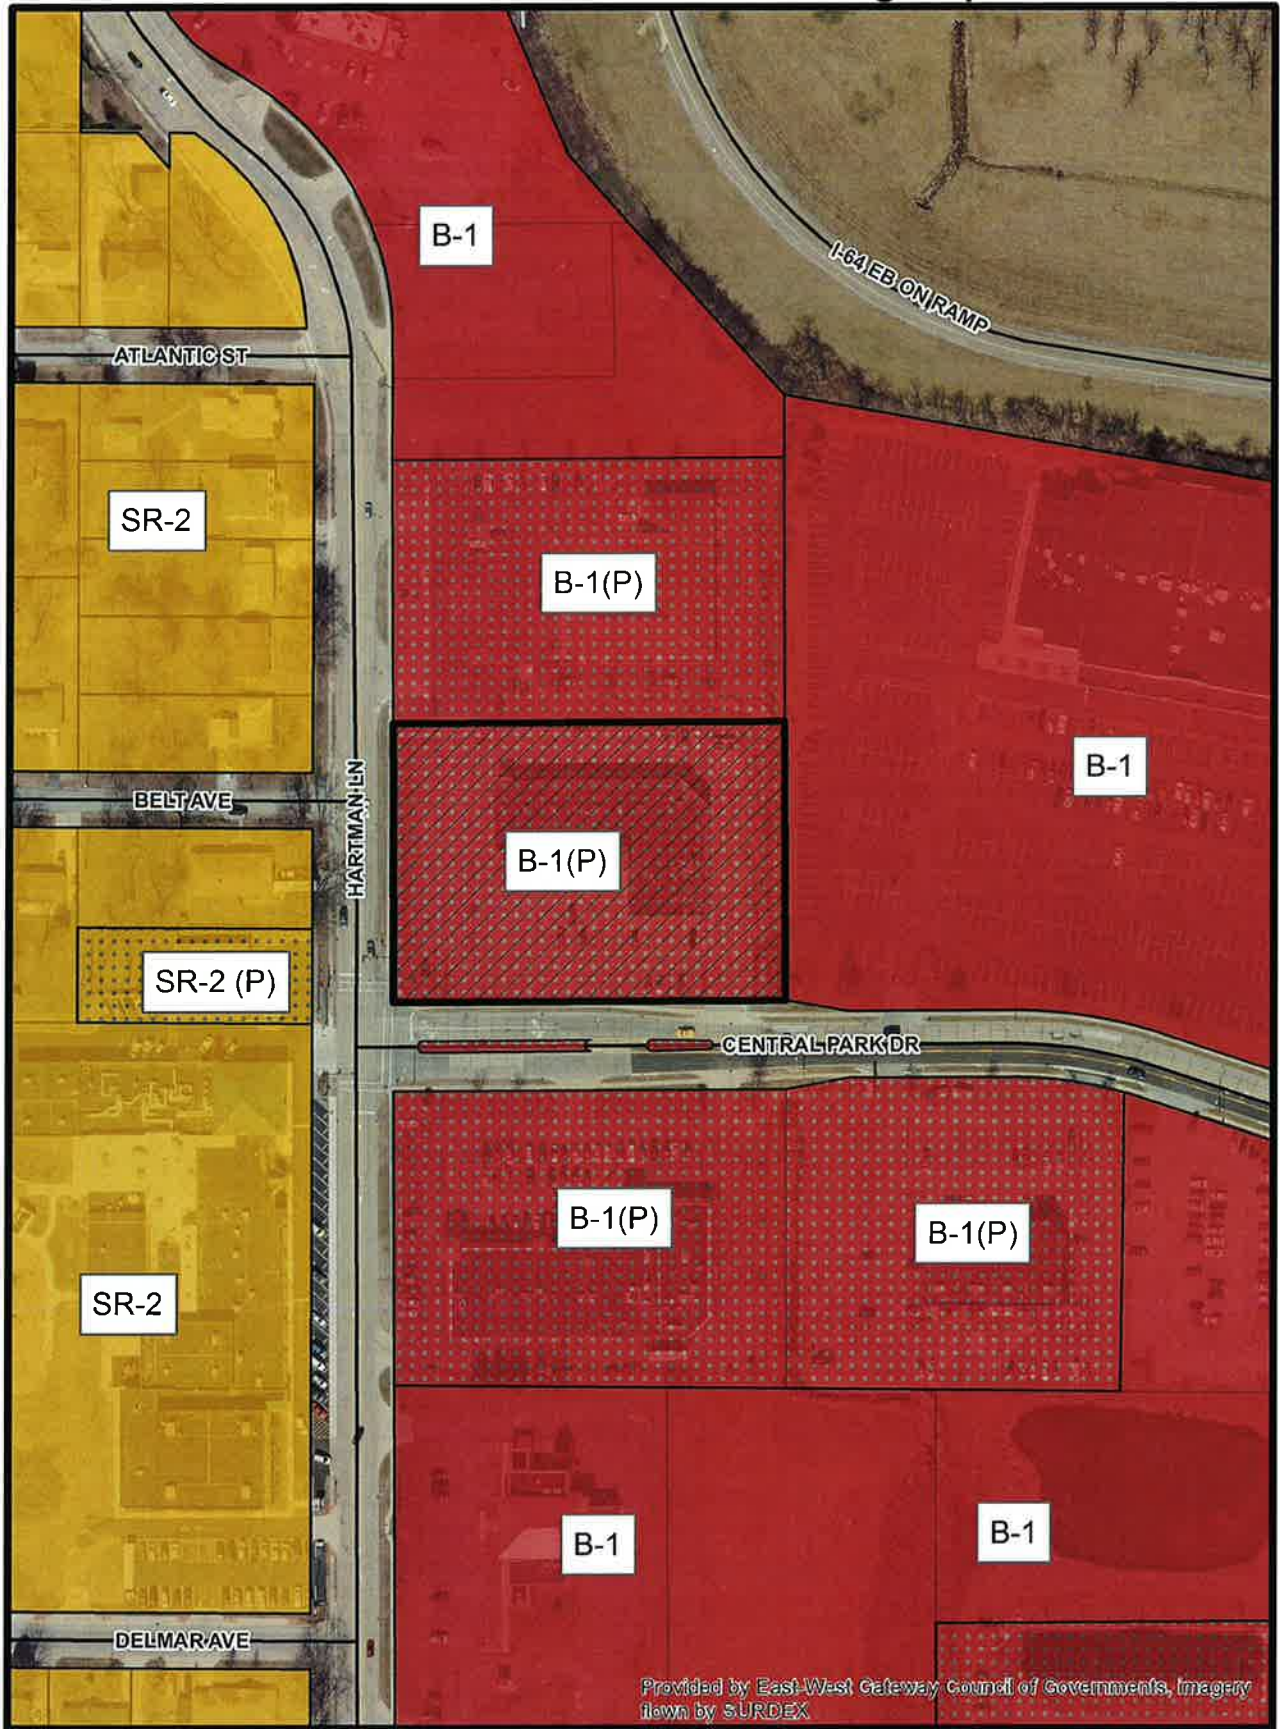 B-1
I-64 EB ON RAMP
ATLANTIC ST
SR-2
B-1(P)
B-1
HARTMAN LN
BELT AVE
B-1(P)
SR-2 (P)
CENTRAL PARK DR
B-1(P)
B-1(P)
SR-2
B-1
B-1
DELMAR AVE
Provided by East-West Gateway Council of Governments, imagery
flown by SURDEX